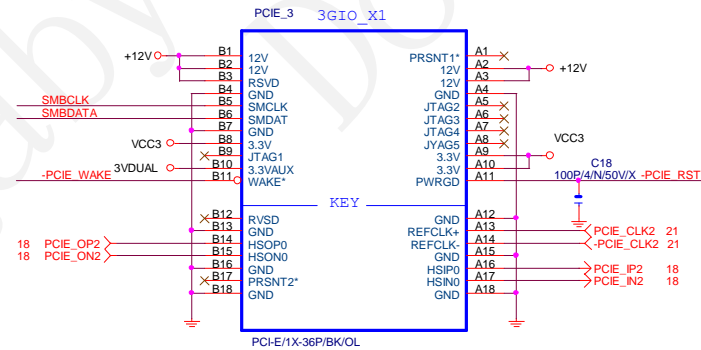 PCIE_3 3GIO_X1
+12V B1 12V PRSNT1* A1
B2 12V 12V A2 +12V
B3 RSVD 12V A3
B4 GND GND A4
SMBCLK B5 SMCLK JTAG2 A5
SMBDATA B6 SMDAT JTAG3 A6
B7 GND JTAG4 A7
VCC3 B8 3.3V JYAG5 A8 VCC3
B9 JTAG1 3.3V A9
3VDUAL B10 3.3VAUX 3.3V A10 C18
-PCIE_WAKE B11 WAKE* PWRGD A11 100P/4/N/50V/X -PCIE_RST
KEY
B12 RVSD GND A12
B13 GND REFCLK+ A13 PCIE_CLK2 21
18 PCIE_OP2 B14 HSOP0 REFCLK- A14 -PCIE_CLK2 21
18 PCIE_ON2 B15 HSON0 GND A15
B16 GND HSIP0 A16 PCIE_IP2 18
B17 PRSNT2* HSIN0 A17 PCIE_IN2 18
B18 GND GND A18
PCI-E/1X-36P/BK/OL